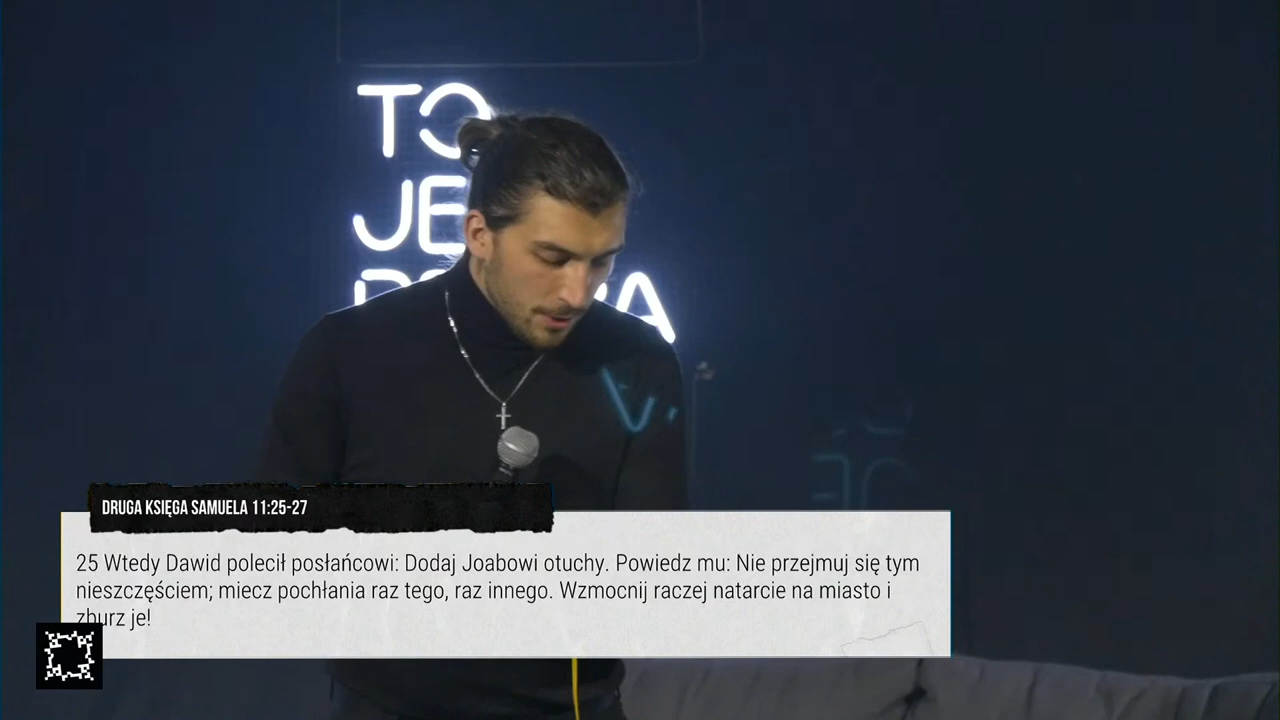 TO
JE
DRUGA KSIĘGA SAMUELA 11:25-27
25 Wtedy Dawid polecił posłańcowi: Dodaj Joabowi otuchy. Powiedz mu: Nie przejmuj się tym
nieszczęściem; miecz pochłania raz tego, raz innego. Wzmocnij raczej natarcie na miasto i
zburz je!